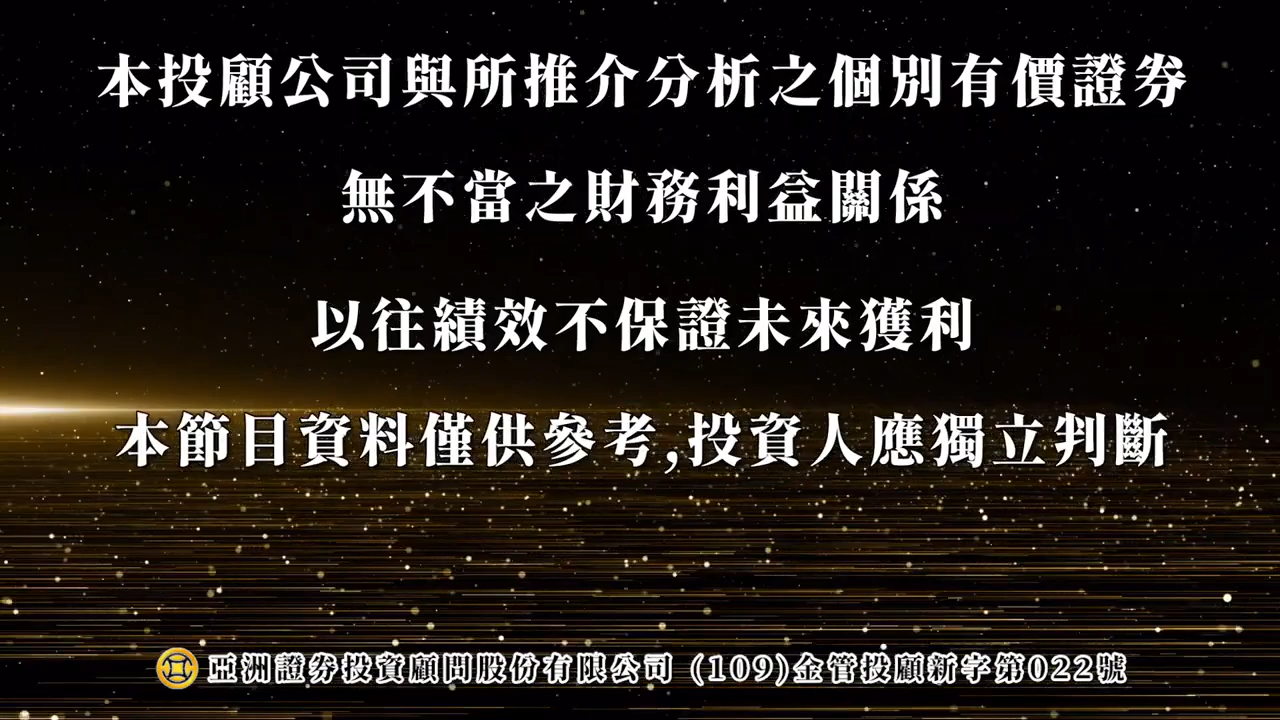 本投顧公司與所推介分析之個別有價證券
無不當之財務利益關係
以往績效不保證未來獲利
本節目資料僅供參考,投資人應獨立判斷
亞洲證券投資顧問股份有限公司 (109)金管投顧新字第022號